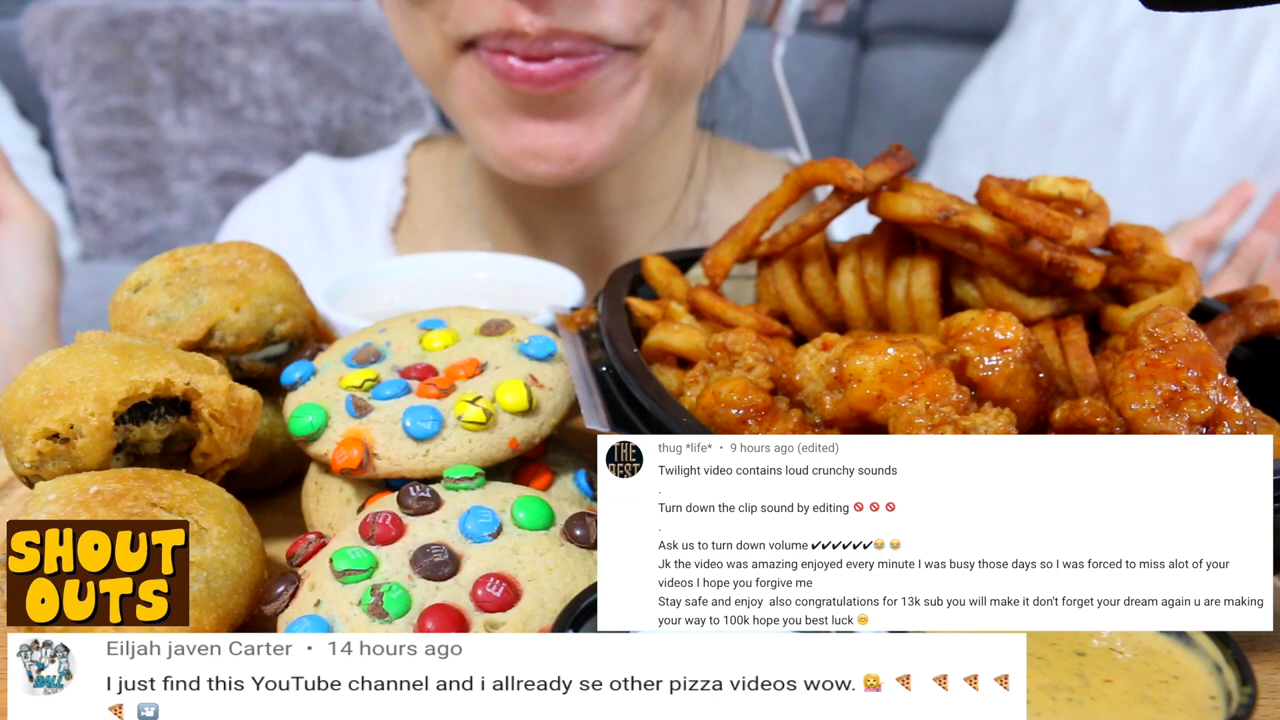 thug *life* • 9 hours ago (edited)
Twilight video contains loud crunchy sounds
.
Turn down the clip sound by editing 🚫 🚫 🚫
.
Ask us to turn down volume ✔✔✔✔✔✔😂 😂
Jk the video was amazing enjoyed every minute I was busy those days so I was forced to miss alot of your
videos I hope you forgive me
Stay safe and enjoy also congratulations for 13k sub you will make it don't forget your dream again u are making
your way to 100k hope you best luck 😊
THE
BEST
SHOUT
OUTS
Eiljah javen Carter • 14 hours ago
I just find this YouTube channel and i allready se other pizza videos wow. 💁 🍕 🍕 🍕 🍕
🍕 🎦